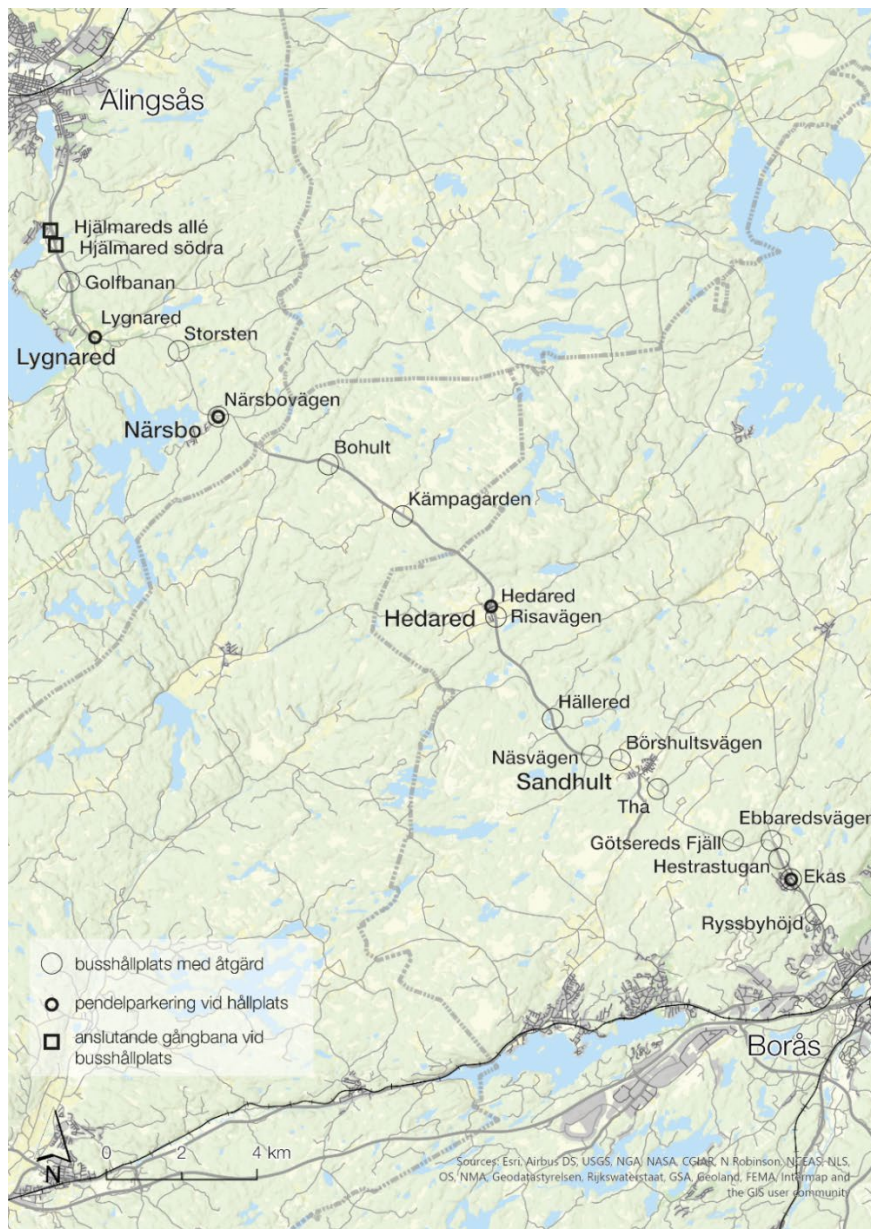 Alingsås
Hjälmareds allé
Hjälmared södra
Golfbanan
Lygnared
Lygnared
Storsten
Närsbovägen
Närsbo
Bohult
Kämpagarden
Hedared
Hedared
Risavägen
Hällered
Näsvägen
Börshultsvägen
Sandhult
Tha
Ebbaredsvägen
Götsereds Fjäll
Hestrastugan
Ekås
Ryssbyhöjd
Borås
busshållplats med åtgärd
pendelparkering vid hållplats
anslutande gångbana vid
busshållplats
N
0 2 4 km
Sources: Esri, Airbus DS, USGS, NGA, NASA, CGIAR, N Robinson, NCEAS, NLS,
OS, NMA, Geodatastyrelsen, Rijkswaterstaat, GSA, Geoland, FEMA, Intermap and
the GIS user community